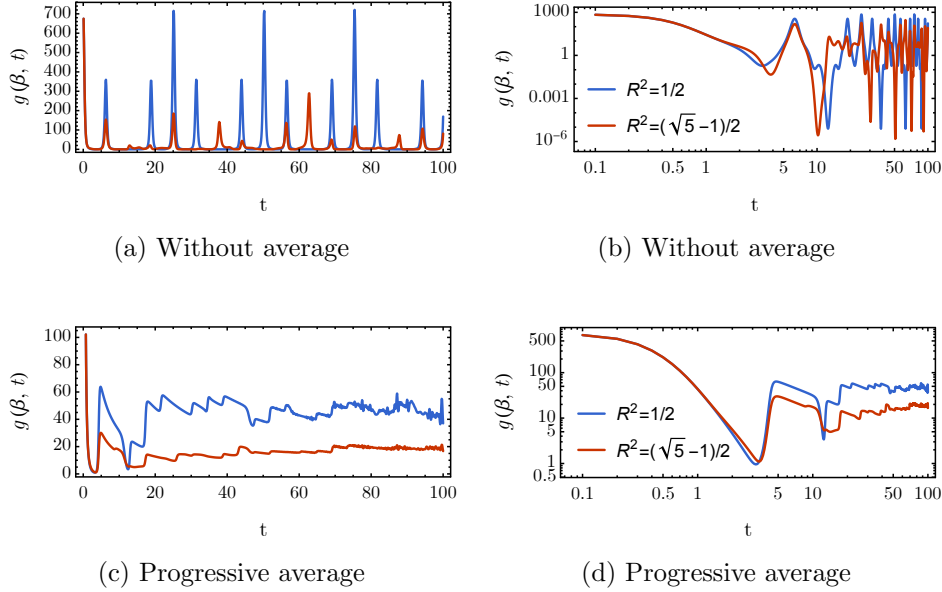 g(β, t)
700
600
500
400
300
200
100
0
0 20 40 60 80 100
t
(a) Without average
g(β, t)
1000
1
0.001
10⁻⁶
R²=1/2
R²=(√5−1)/2
0.1 0.5 1 5 10 50 100
t
(b) Without average
g(β, t)
100
80
60
40
20
0
0 20 40 60 80 100
t
(c) Progressive average
g(β, t)
500
100
50
10
5
1
0.5
R²=1/2
R²=(√5−1)/2
0.1 0.5 1 5 10 50 100
t
(d) Progressive average